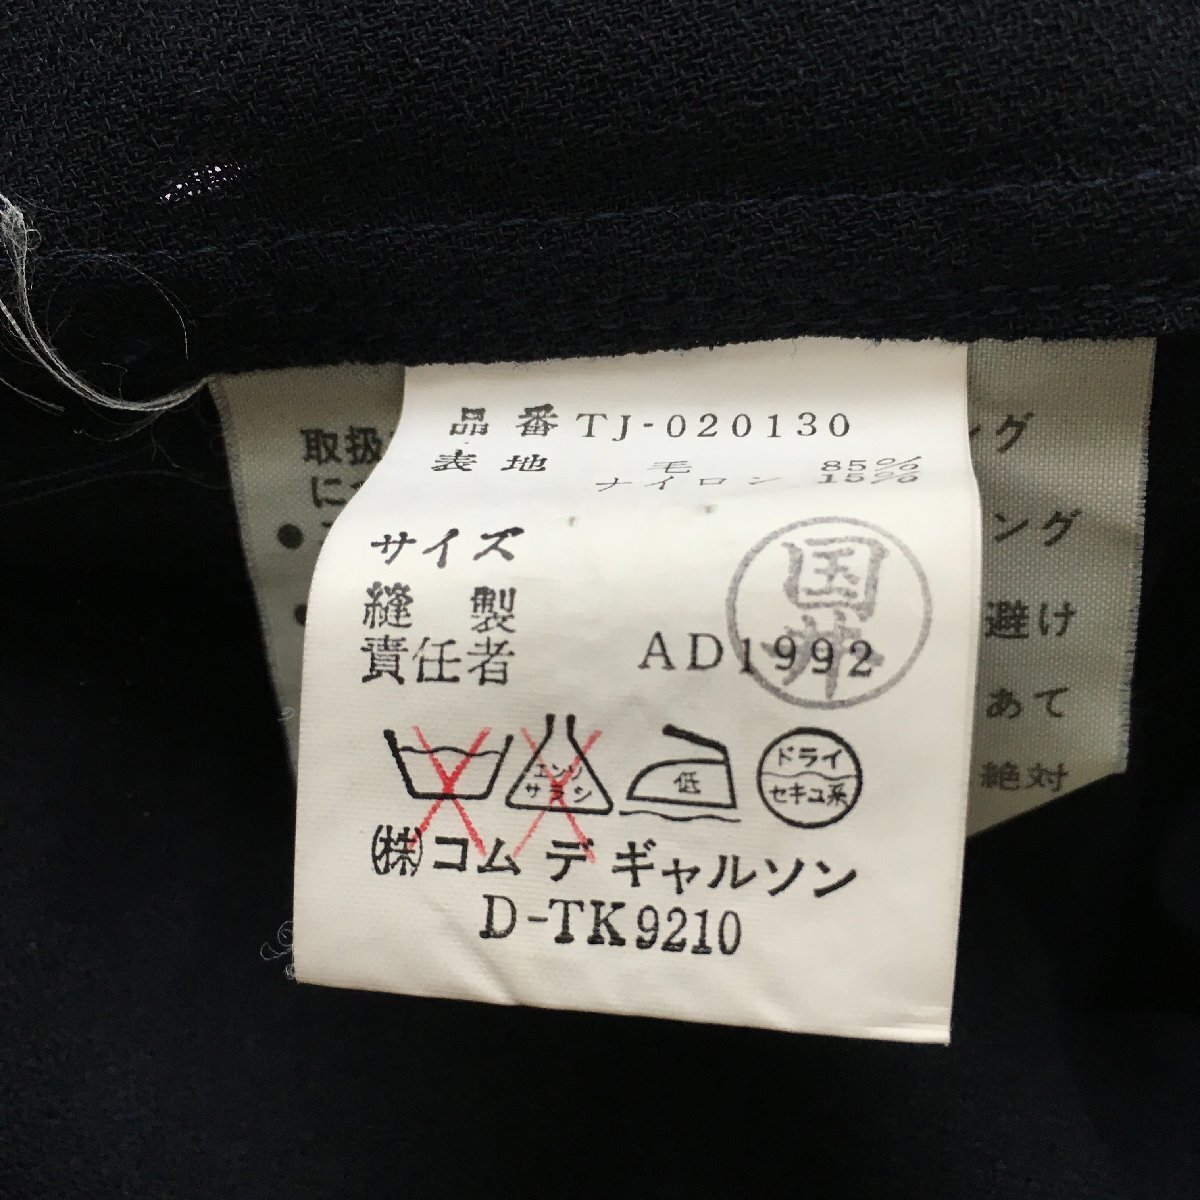 品番 TJ-020130
表地 毛 85%
ナイロン 15%
サイズ
国井
縫製
責任者 AD1992
エンソ
サラシ
低
ドライ
セキユ系
㈱コム デ ギャルソン
D-TK9210
取扱
に
ング
ング
避け
あて
絶対